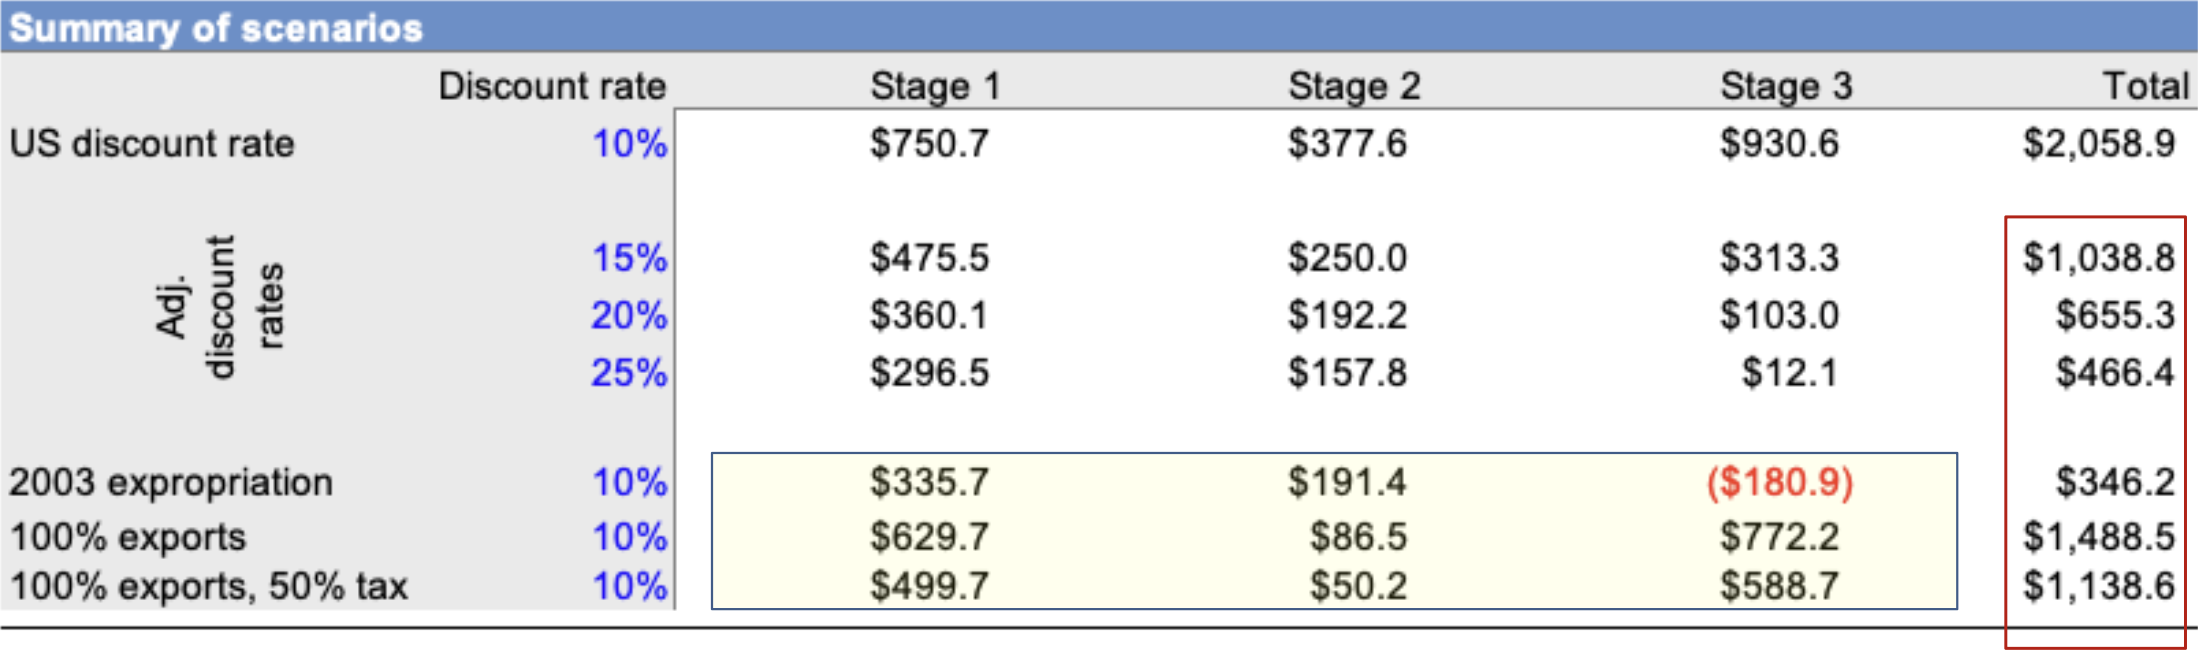 Summary of scenarios
Discount rate Stage 1 Stage 2 Stage 3 Total
US discount rate 10% $750.7 $377.6 $930.6 $2,058.9
Adj.
discount
rates
15% $475.5 $250.0 $313.3 $1,038.8
20% $360.1 $192.2 $103.0 $655.3
25% $296.5 $157.8 $12.1 $466.4
2003 expropriation 10% $335.7 $191.4 ($180.9) $346.2
100% exports 10% $629.7 $86.5 $772.2 $1,488.5
100% exports, 50% tax 10% $499.7 $50.2 $588.7 $1,138.6